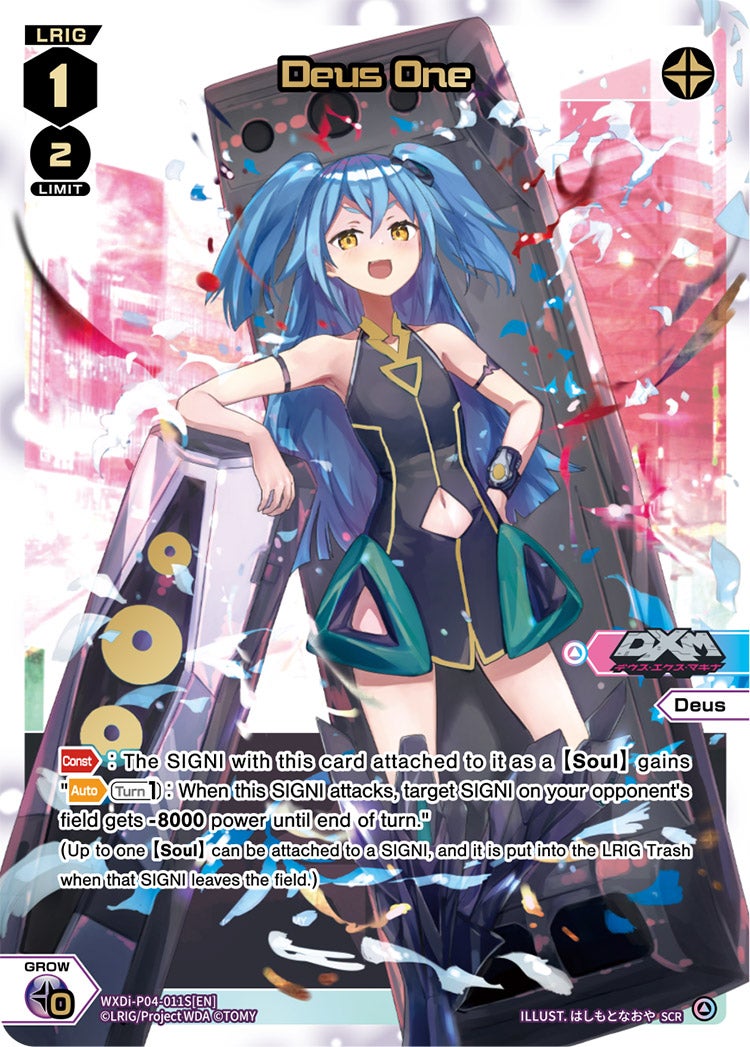 LRIG
1
2
LIMIT
Deus One
DXM
デウス・エクス・マキナ
Deus
Const : The SIGNI with this card attached to it as a 【Soul】 gains
"Auto Turn 1 : When this SIGNI attacks, target SIGNI on your opponent's
field gets -8000 power until end of turn."
(Up to one 【Soul】 can be attached to a SIGNI, and it is put into the LRIG Trash
when that SIGNI leaves the field.)
GROW
0
WXDi-P04-011S[EN]
©LRIG/Project WDA ©TOMY
ILLUST. はしもとなおや SCR